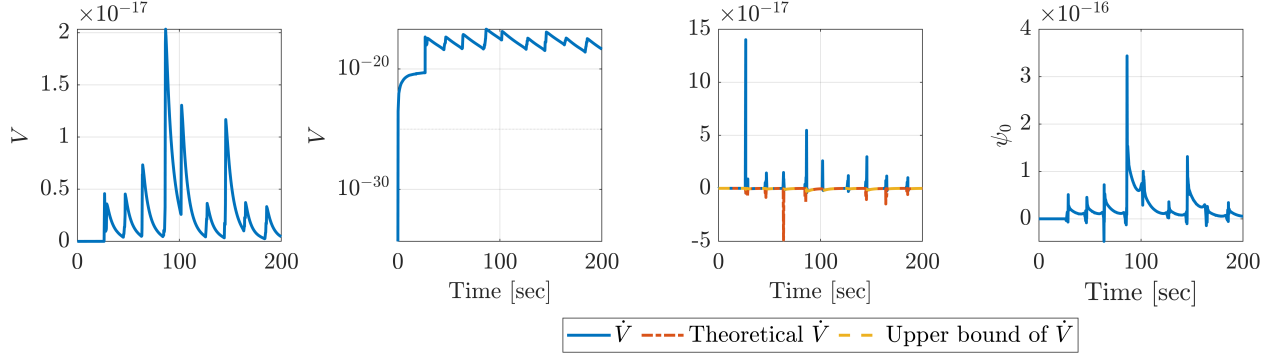 ×10⁻¹⁷
2
1.5
1
0.5
0
V
0 100 200
10⁻²⁰
10⁻³⁰
V
0 100 200
Time [sec]
×10⁻¹⁷
15
10
5
0
-5
0 100 200
Time [sec]
×10⁻¹⁶
4
3
2
1
0
ψ₀
0 100 200
Time [sec]
V̇ Theoretical V̇ Upper bound of V̇